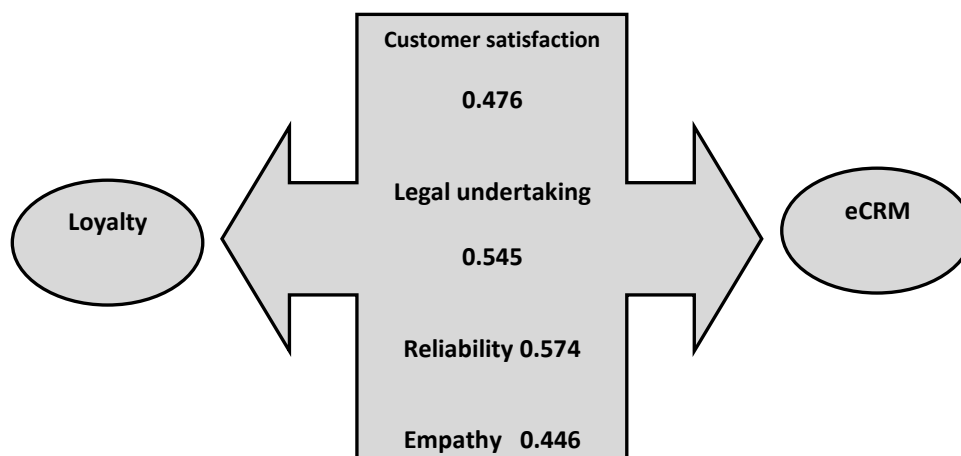 Customer satisfaction
0.476
Legal undertaking
Loyalty
eCRM
0.545
Reliability 0.574
Empathy 0.446